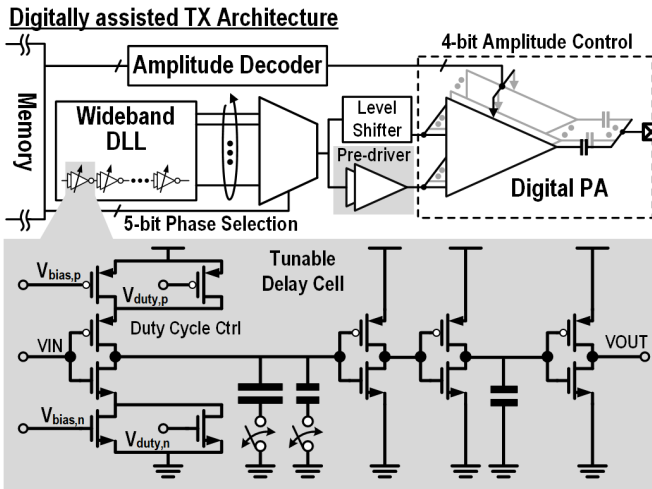 Digitally assisted TX Architecture
4-bit Amplitude Control
Amplitude Decoder
Memory
Wideband
DLL
Level
Shifter
Pre-driver
Digital PA
5-bit Phase Selection
Tunable
Delay Cell
Vbias,p
Vduty,p
Duty Cycle Ctrl
VIN
VOUT
Vbias,n
Vduty,n